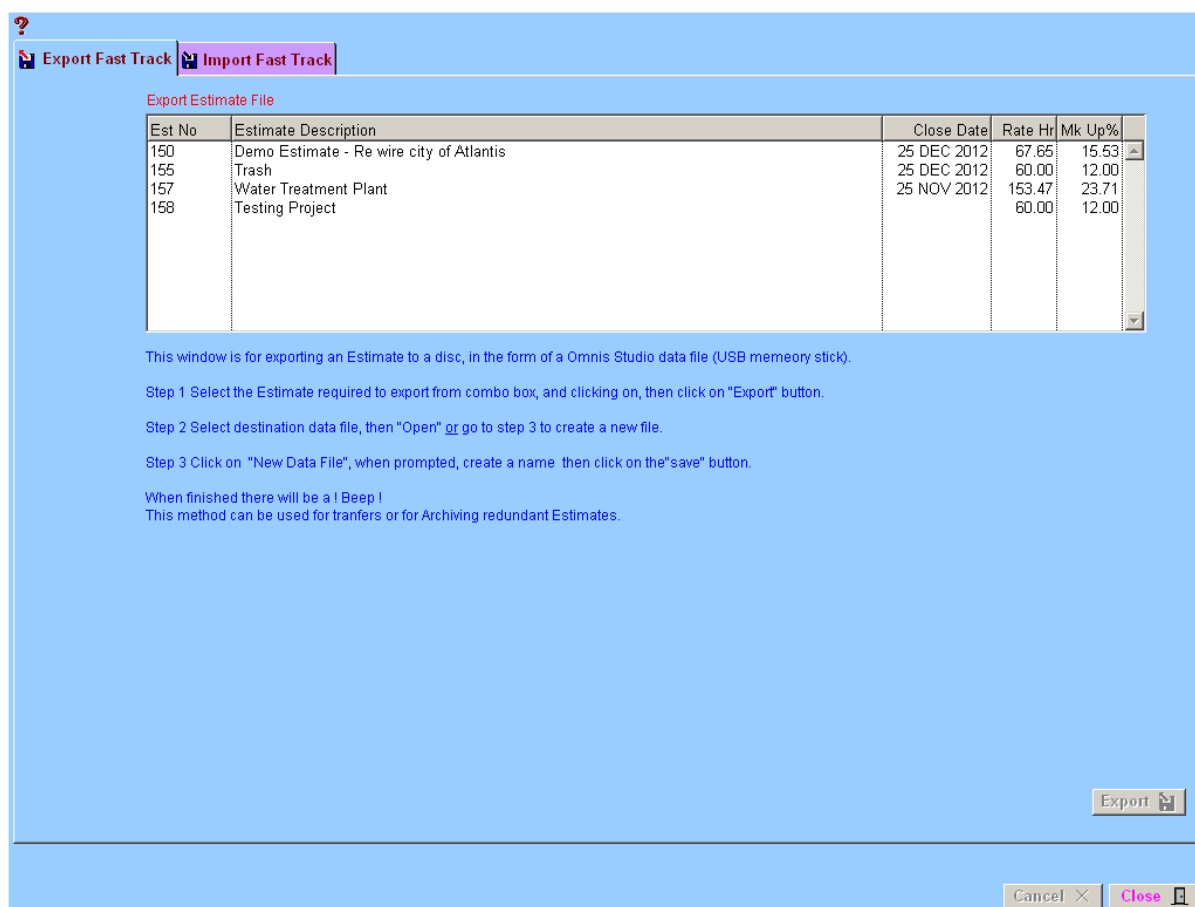 ?
Export Fast Track Import Fast Track
Export Estimate File
Est No Estimate Description Close Date Rate Hr Mk Up%
150 Demo Estimate - Re wire city of Atlantis 25 DEC 2012 67.65 15.53
155 Trash 25 DEC 2012 60.00 12.00
157 Water Treatment Plant 25 NOV 2012 153.47 23.71
158 Testing Project 60.00 12.00
This window is for exporting an Estimate to a disc, in the form of a Omnis Studio data file (USB memeory stick).
Step 1 Select the Estimate required to export from combo box, and clicking on, then click on "Export" button.
Step 2 Select destination data file, then "Open" or go to step 3 to create a new file.
Step 3 Click on "New Data File", when prompted, create a name then click on the"save" button.
When finished there will be a ! Beep !
This method can be used for tranfers or for Archiving redundant Estimates.
Export
Cancel Close